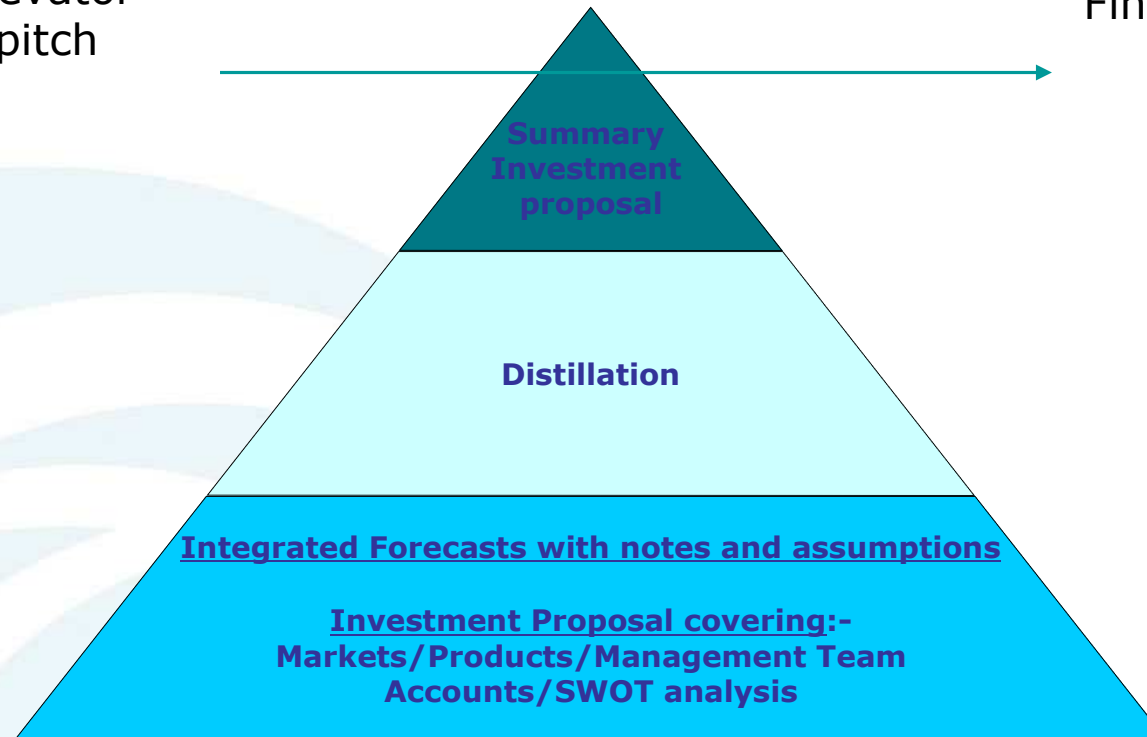 pitch
Summary
Investment
proposal
Distillation
Integrated Forecasts with notes and assumptions
Investment Proposal covering:-
Markets/Products/Management Team
Accounts/SWOT analysis